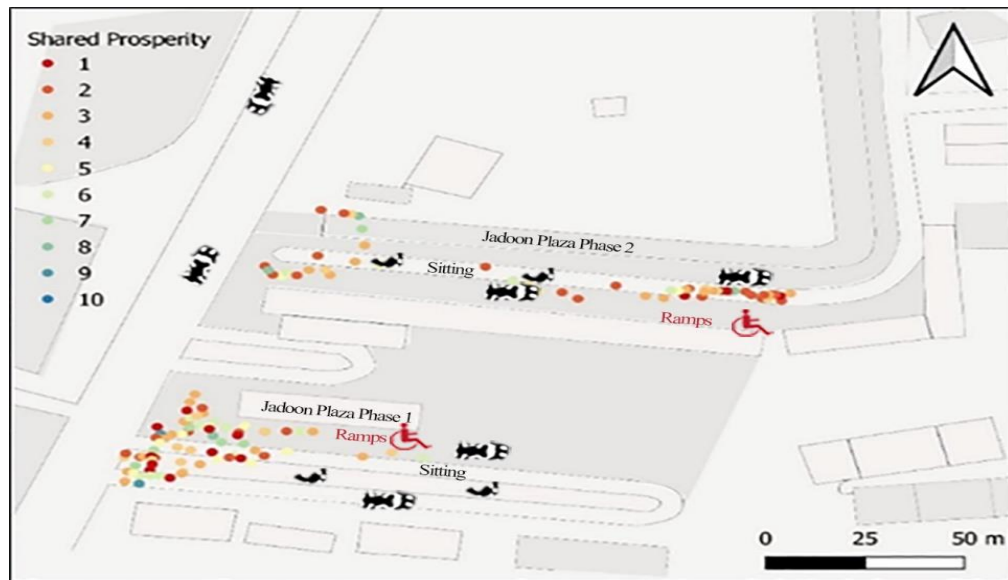 Shared Prosperity
1
2
3
4
5
6
7
8
9
10
Jadoon Plaza Phase 2
Sitting
Ramps
Jadoon Plaza Phase 1
Ramps
Sitting
0 25 50 m